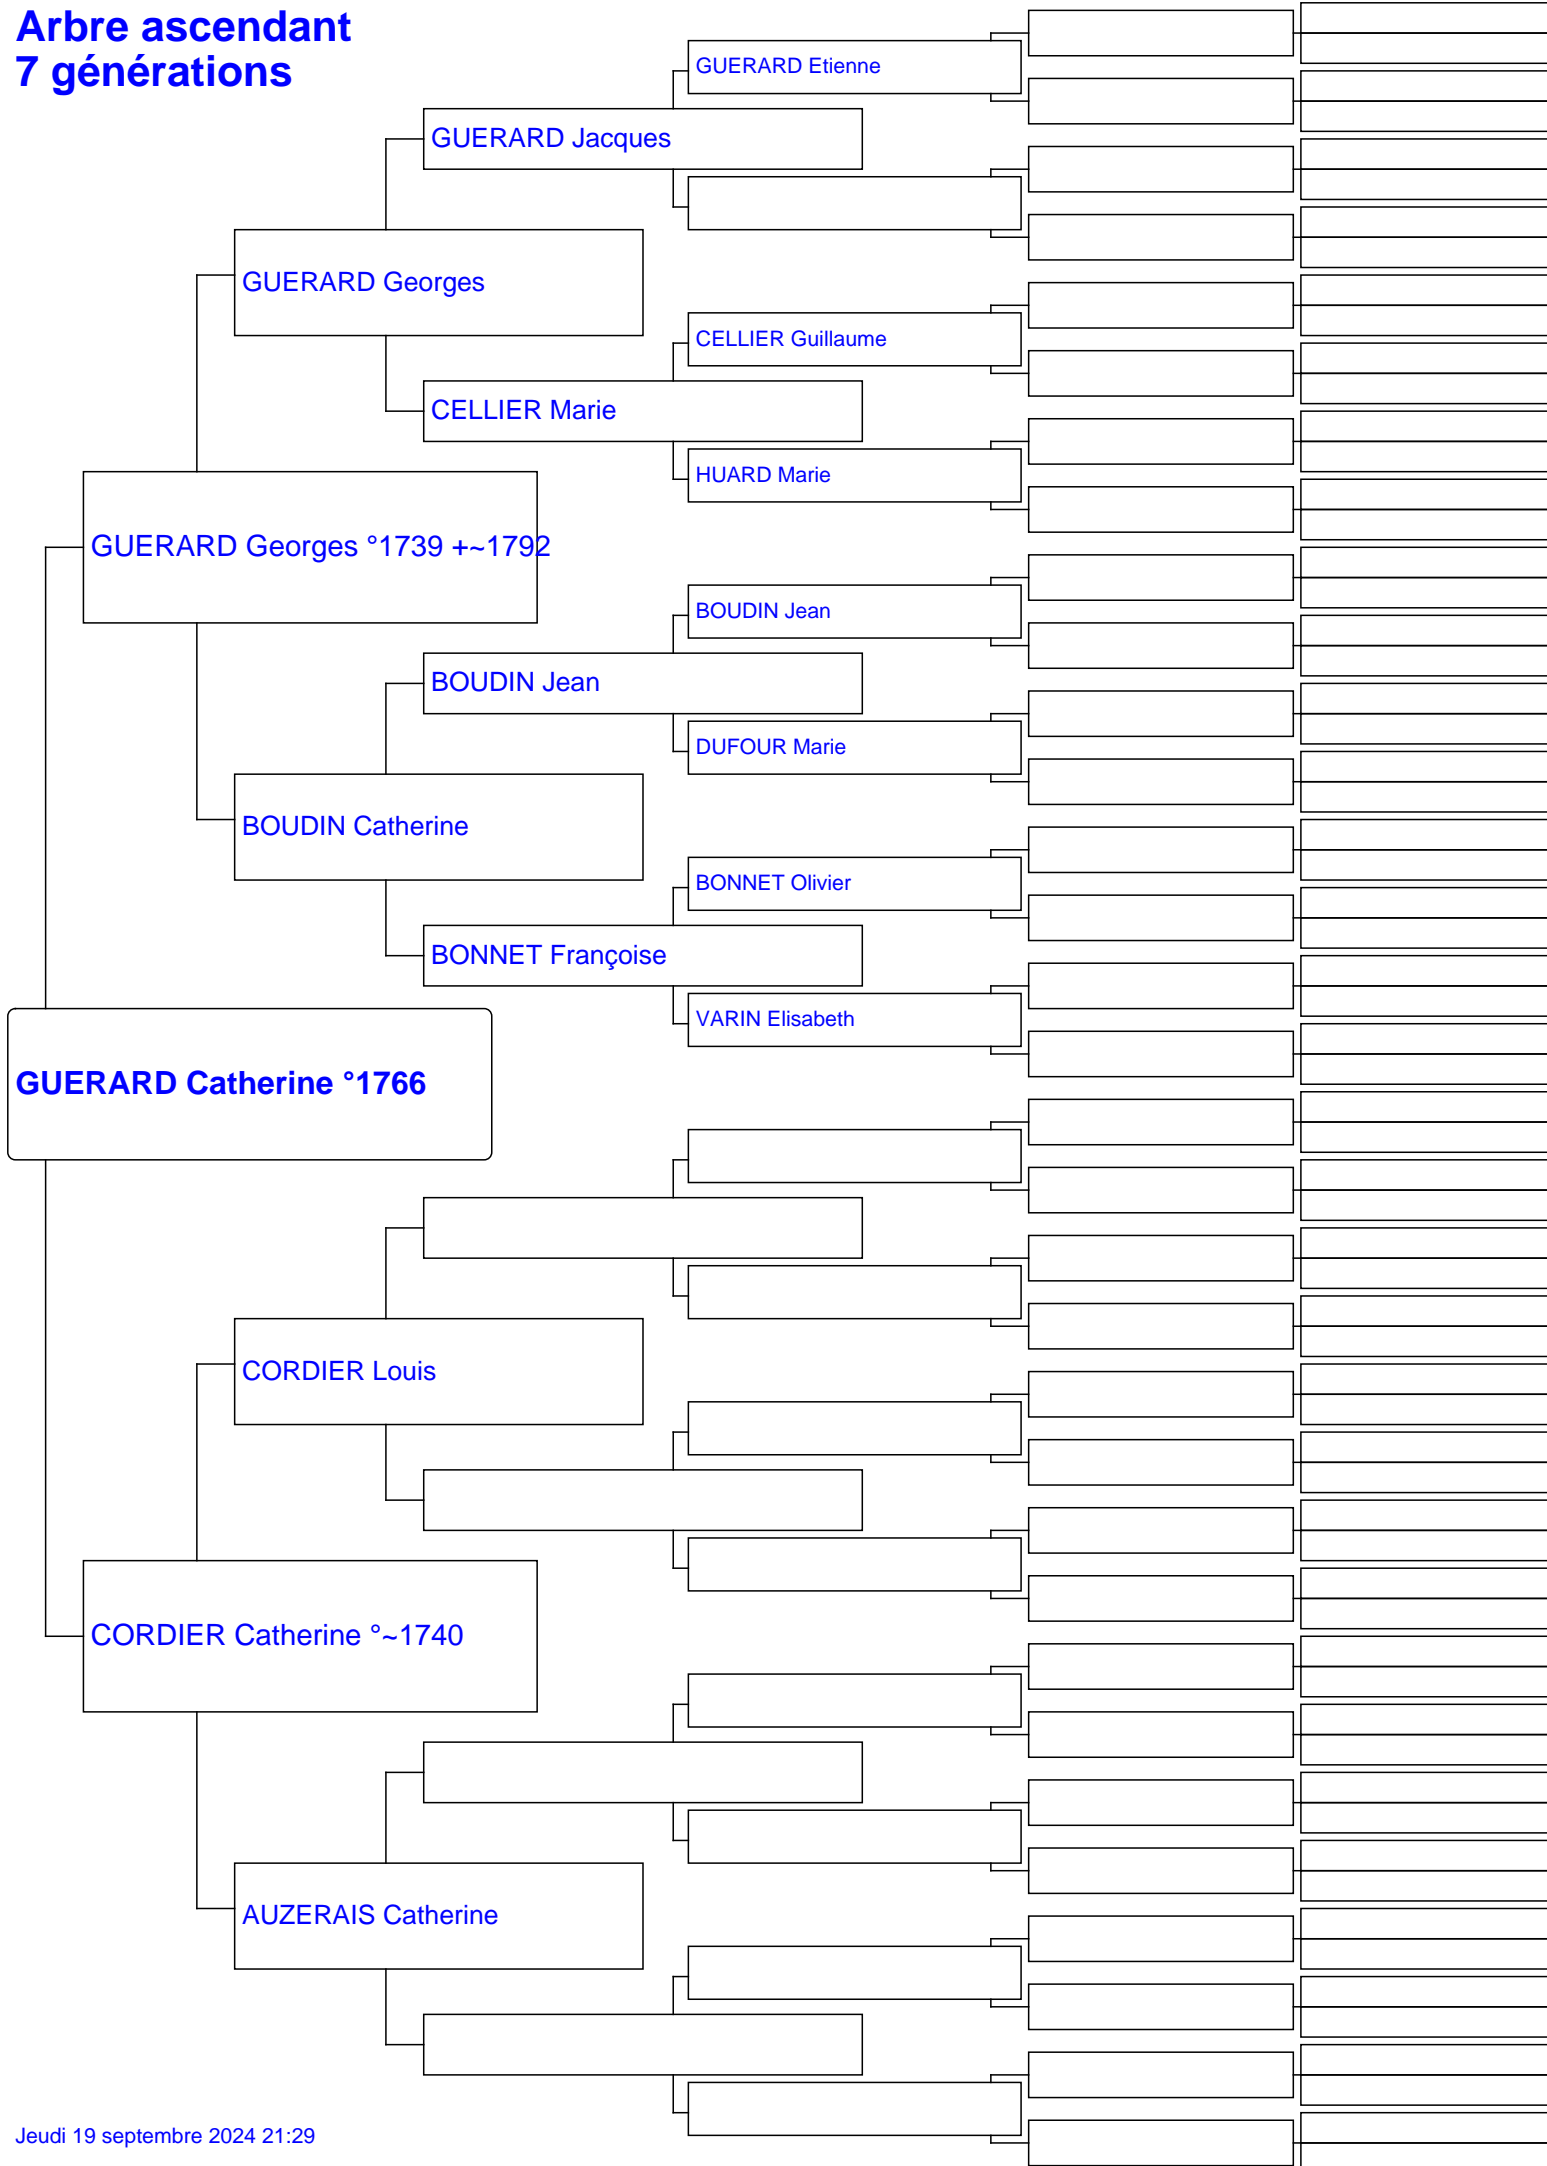 Arbre ascendant
7 générations
GUERARD Etienne
GUERARD Jacques
GUERARD Georges
CELLIER Guillaume
CELLIER Marie
HUARD Marie
GUERARD Georges °1739 +~1792
BOUDIN Jean
BOUDIN Jean
DUFOUR Marie
BOUDIN Catherine
BONNET Olivier
BONNET Françoise
VARIN Elisabeth
GUERARD Catherine °1766
CORDIER Louis
CORDIER Catherine °~1740
AUZERAIS Catherine
Jeudi 19 septembre 2024 21:29